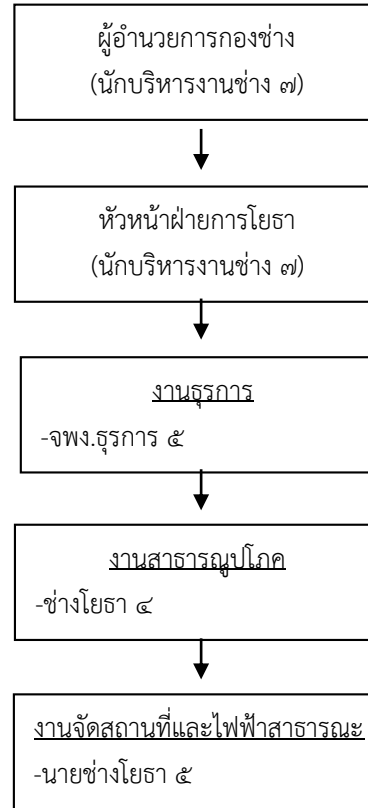 ผู้อำนวยการกองช่าง
(นักบริหารงานช่าง ๗)
หัวหน้าฝ่ายการโยธา
(นักบริหารงานช่าง ๗)
งานธุรการ
-จพง.ธุรการ ๕
งานสาธารณูปโภค
-ช่างโยธา ๔
งานจัดสถานที่และไฟฟ้าสาธารณะ
-นายช่างโยธา ๕